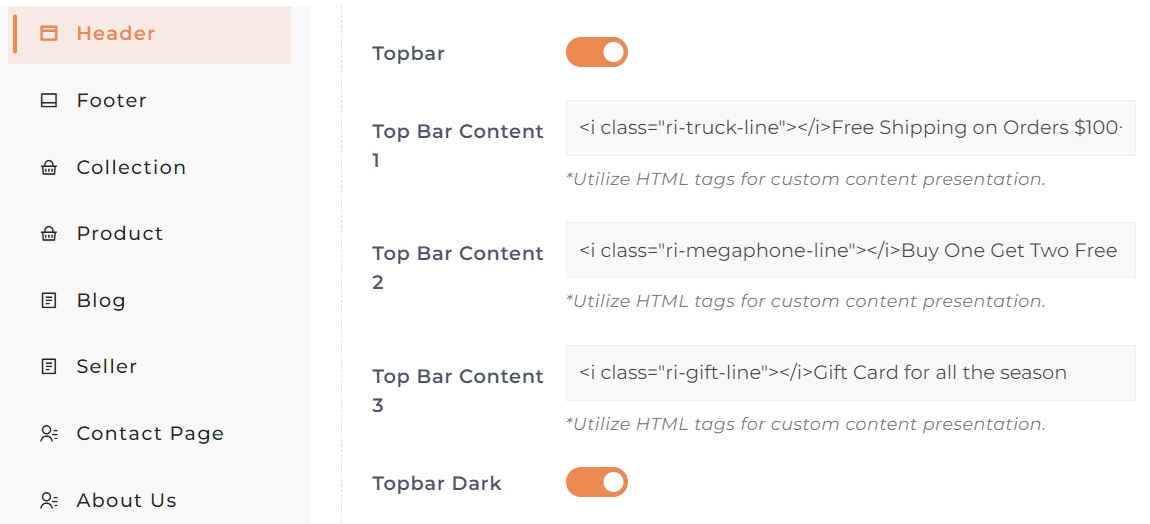 Header
Footer
Collection
Product
Blog
Seller
Contact Page
About Us
Topbar
Top Bar Content
1
<i class="ri-truck-line"></i>Free Shipping on Orders $100
*Utilize HTML tags for custom content presentation.
Top Bar Content
2
<i class="ri-megaphone-line"></i>Buy One Get Two Free
*Utilize HTML tags for custom content presentation.
Top Bar Content
3
<i class="ri-gift-line"></i>Gift Card for all the season
*Utilize HTML tags for custom content presentation.
Topbar Dark